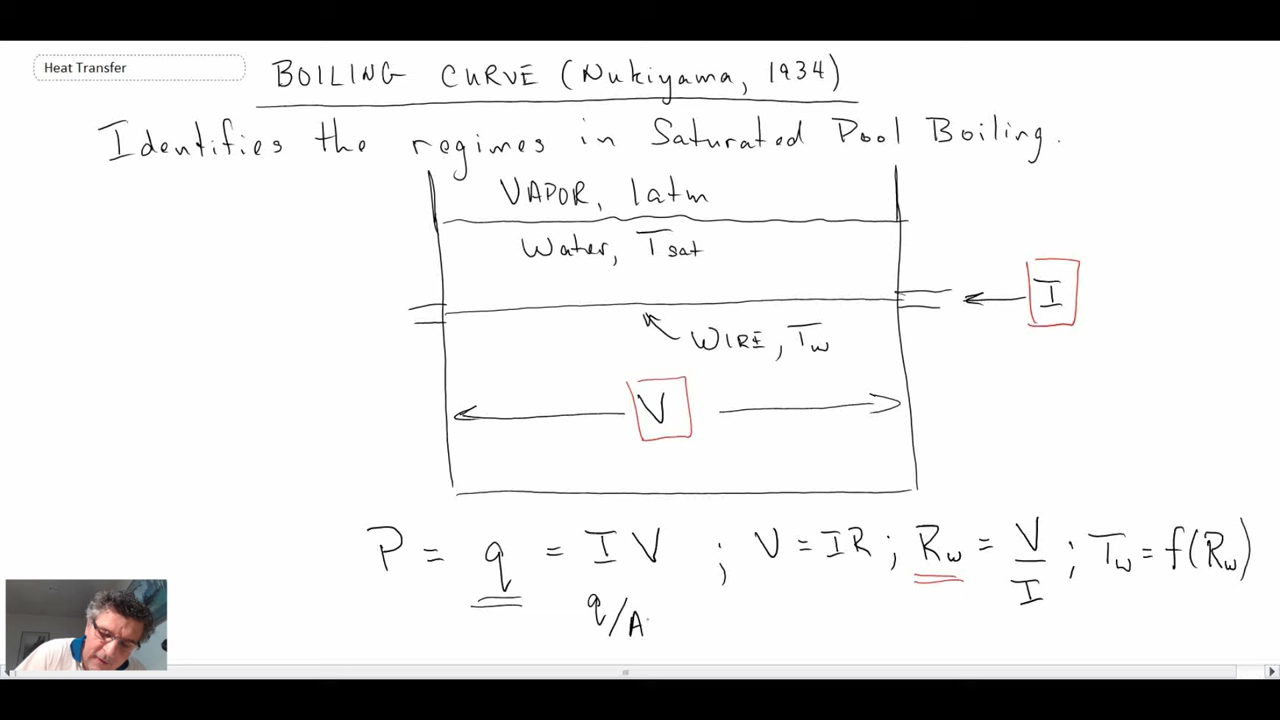 Heat Transfer
BOILING CURVE (Nukiyama, 1934)
Identifies the regimes in Saturated Pool Boiling.
VAPOR, 1atm
Water, Tsat
I
WIRE, Tw
V
P = q = IV ; V = IR ; Rw = V/I ; Tw = f(Rw)
q/A